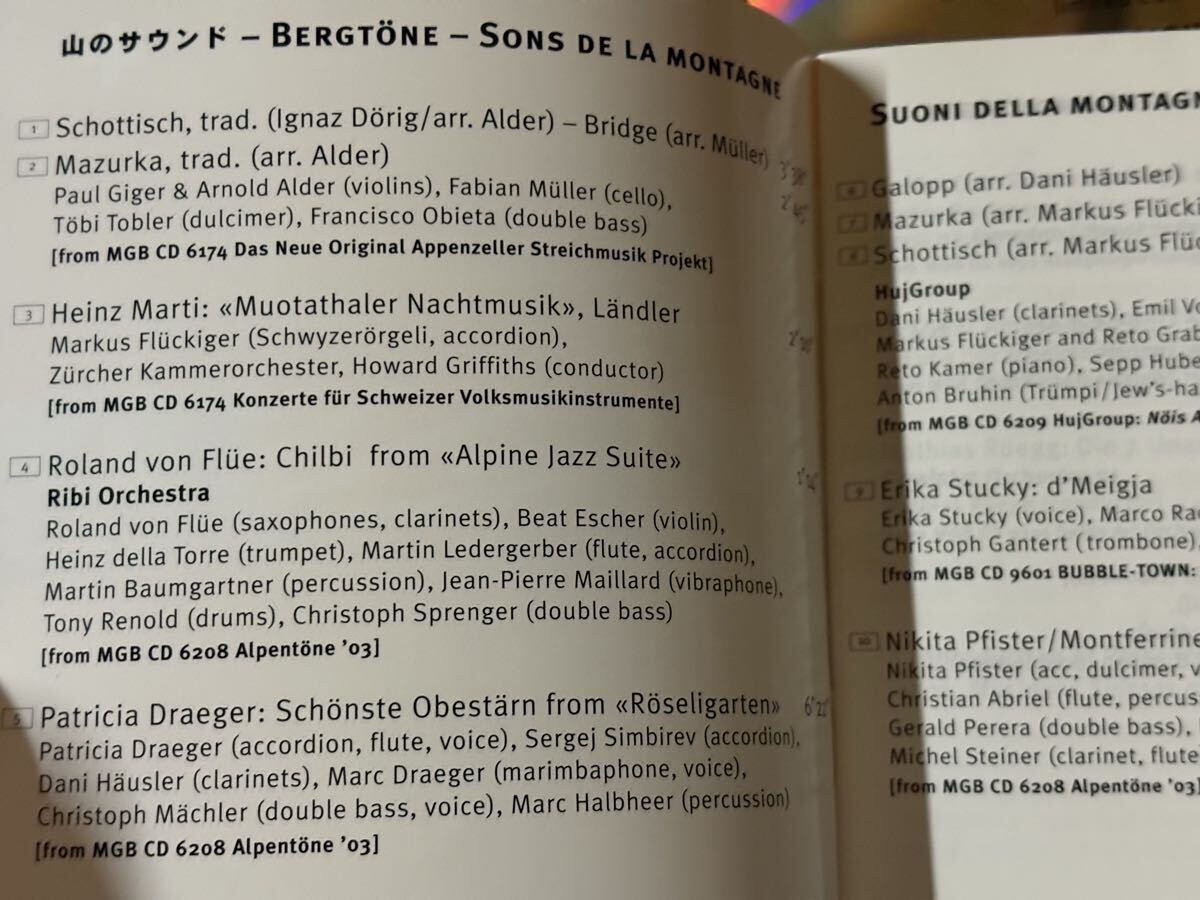 山のサウンド – BERGTÖNE – SONS DE LA MONTAGNE
1 Schottisch, trad. (Ignaz Dörig/arr. Alder) – Bridge (arr. Müller) 3'38"
2 Mazurka, trad. (arr. Alder)
Paul Giger & Arnold Alder (violins), Fabian Müller (cello),
Töbi Tobler (dulcimer), Francisco Obieta (double bass)
[from MGB CD 6174 Das Neue Original Appenzeller Streichmusik Projekt]
3 Heinz Marti: «Muotathaler Nachtmusik», Ländler
Markus Flückiger (Schwyzerörgeli, accordion),
Zürcher Kammerorchester, Howard Griffiths (conductor)
[from MGB CD 6174 Konzerte für Schweizer Volksmusikinstrumente]
4 Roland von Flüe: Chilbi from «Alpine Jazz Suite»
Ribi Orchestra
Roland von Flüe (saxophones, clarinets), Beat Escher (violin),
Heinz della Torre (trumpet), Martin Ledergerber (flute, accordion),
Martin Baumgartner (percussion), Jean-Pierre Maillard (vibraphone),
Tony Renold (drums), Christoph Sprenger (double bass)
[from MGB CD 6208 Alpentöne '03]
5 Patricia Draeger: Schönste Obestärn from «Röseligarten»
Patricia Draeger (accordion, flute, voice), Sergej Simbirev (accordion),
Dani Häusler (clarinets), Marc Draeger (marimbaphone, voice),
Christoph Mächler (double bass, voice), Marc Halbheer (percussion)
[from MGB CD 6208 Alpentöne '03]
SUONI DELLA MONTAGN
6 Galopp (arr. Dani Häusler)
7 Mazurka (arr. Markus Flücki
8 Schottisch (arr. Markus Flüc
HujGroup
Dani Häusler (clarinets), Emil Vo
Markus Flückiger and Reto Grab
Reto Kamer (piano), Sepp Hube
Anton Bruhin (Trümpi/Jew's-ha
[from MGB CD 6209 HujGroup: Nöis A
9 Erika Stucky: d'Meigja
Erika Stucky (voice), Marco Ra
Christoph Gantert (trombone),
[from MGB CD 9601 BUBBLE-TOWN:
10 Nikita Pfister/Montferrine
Nikita Pfister (acc, dulcimer, v
Christian Abriel (flute, percus
Gerald Perera (double bass),
Michel Steiner (clarinet, flute
[from MGB CD 6208 Alpentöne '03]